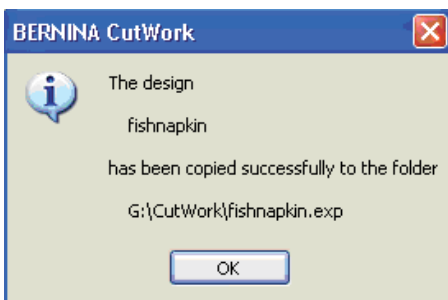 BERNINA CutWork
The design
fishnapkin
has been copied successfully to the folder
G:\CutWork\fishnapkin.exp
OK